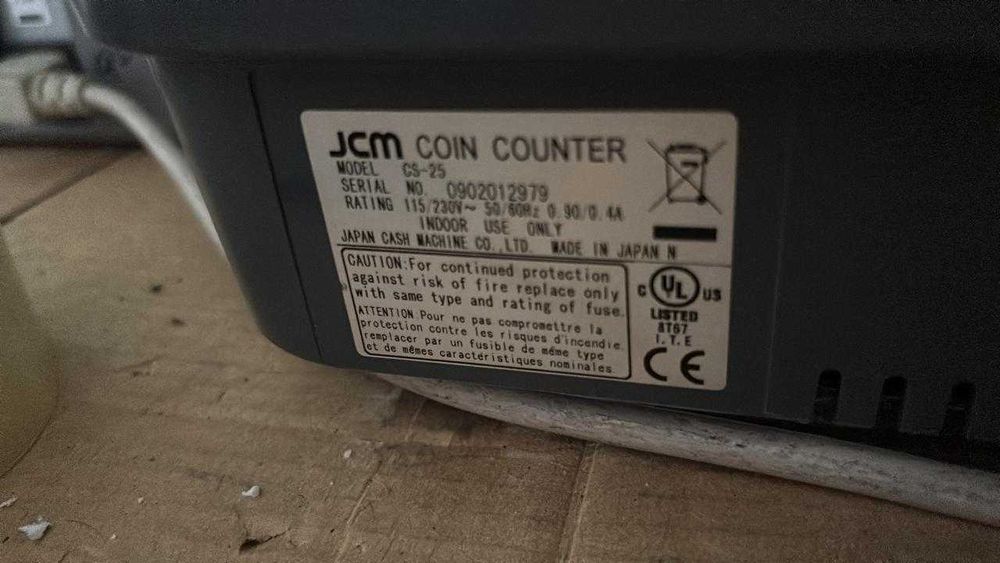 JCM COIN COUNTER
MODEL CS-25
SERIAL NO. 0902012979
RATING 115/230V~ 50/60Hz 0.90/0.4A
INDOOR USE ONLY
JAPAN CASH MACHINE CO.,LTD. MADE IN JAPAN N
CAUTION:For continued protection
against risk of fire replace only
with same type and rating of fuse.
ATTENTION:Pour ne pas compromettre la
protection contre les risques d'incendie,
remplacer par un fusible de même type
et de mêmes caractéristiques nominales.
C UL US
LISTED
8T67
I.T.E
CE